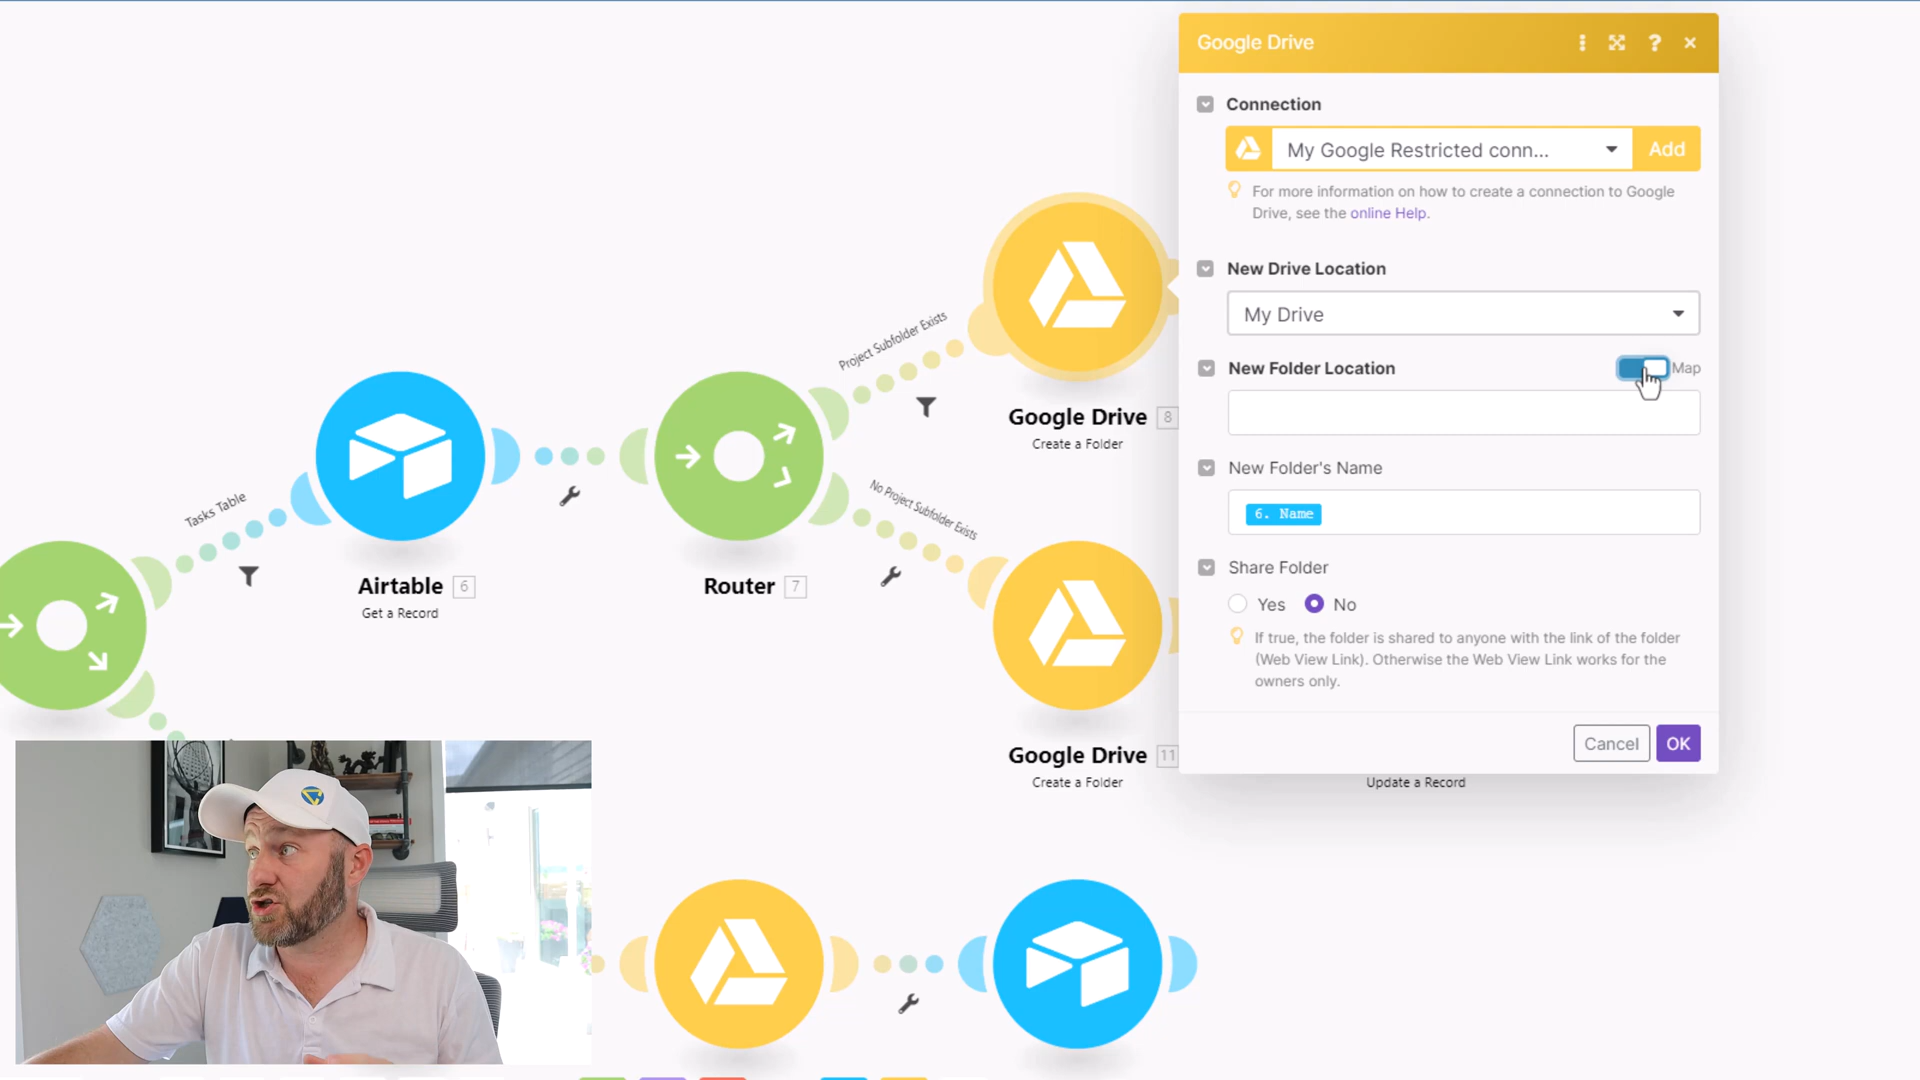 Google Drive
Connection
My Google Restricted conn...
Add
For more information on how to create a connection to Google
Drive, see the online Help.
New Drive Location
My Drive
New Folder Location
Map
New Folder's Name
6. Name
Share Folder
Yes
No
If true, the folder is shared to anyone with the link of the folder
(Web View Link). Otherwise the Web View Link works for the
owners only.
Cancel
OK
Project Subfolder Exists
Google Drive 8
Create a Folder
Tasks Table
No Project Subfolder Exists
Airtable 6
Get a Record
Router 7
Google Drive 11
Create a Folder
Update a Record